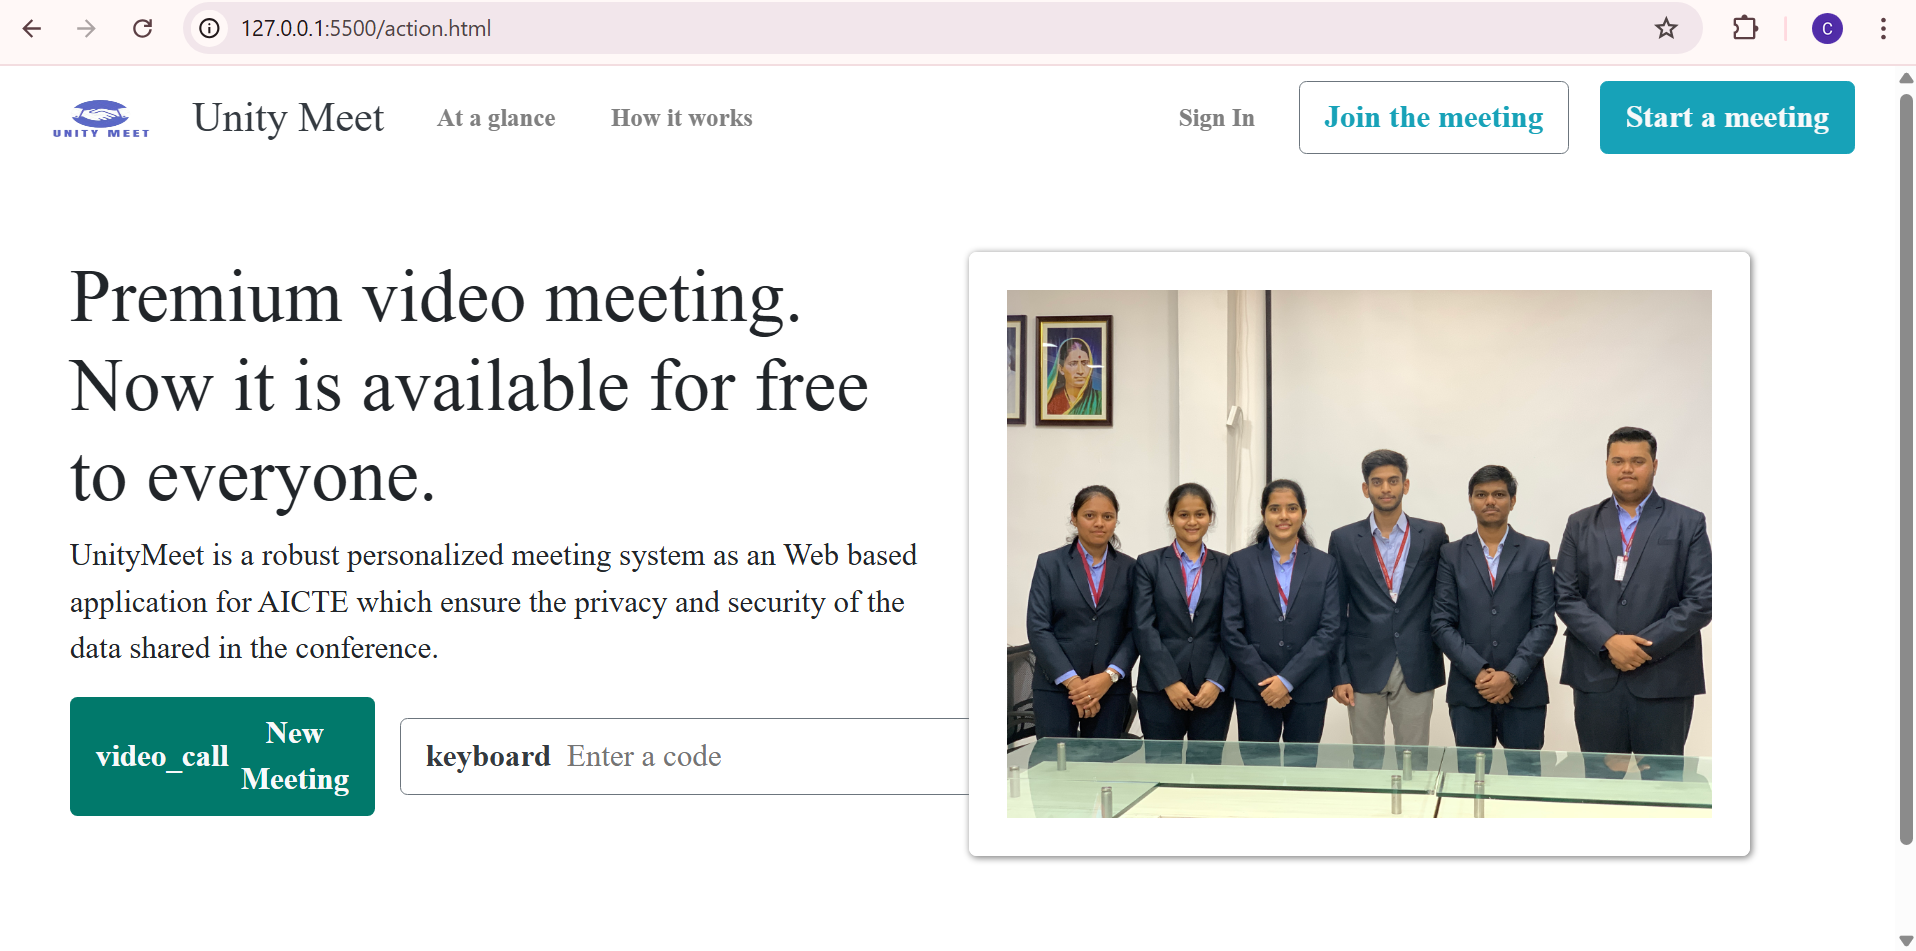 127.0.0.1:5500/action.html
C
UNITY MEET
Unity Meet
At a glance
How it works
Sign In
Join the meeting
Start a meeting
Premium video meeting.
Now it is available for free
to everyone.
UnityMeet is a robust personalized meeting system as an Web based
application for AICTE which ensure the privacy and security of the
data shared in the conference.
video_call
New
Meeting
keyboard
Enter a code